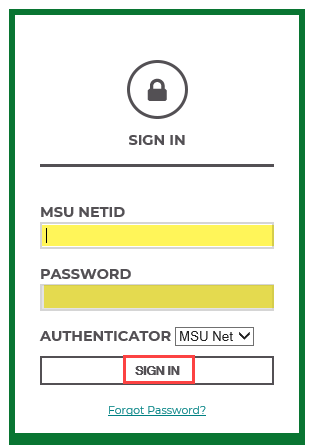 SIGN IN
MSU NETID
PASSWORD
AUTHENTICATOR MSU Net
SIGN IN
Forgot Password?